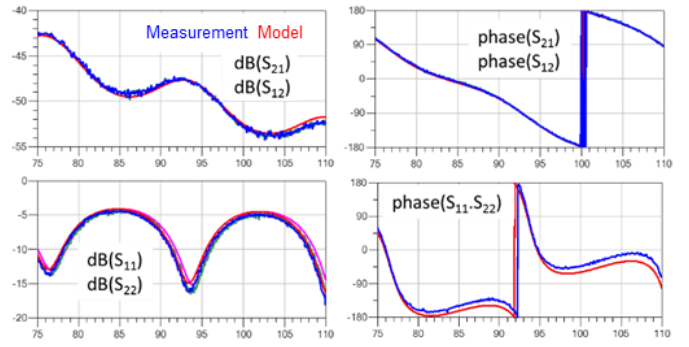 -40
-45
-50
-55
75 80 85 90 95 100 105 110
Measurement Model
dB(S21)
dB(S12)
180
90
0
-90
-180
75 80 85 90 95 100 105 110
phase(S21)
phase(S12)
0
-5
-10
-15
-20
75 80 85 90 95 100 105 110
dB(S11)
dB(S22)
180
90
0
-90
-180
75 80 85 90 95 100 105 110
phase(S11.S22)